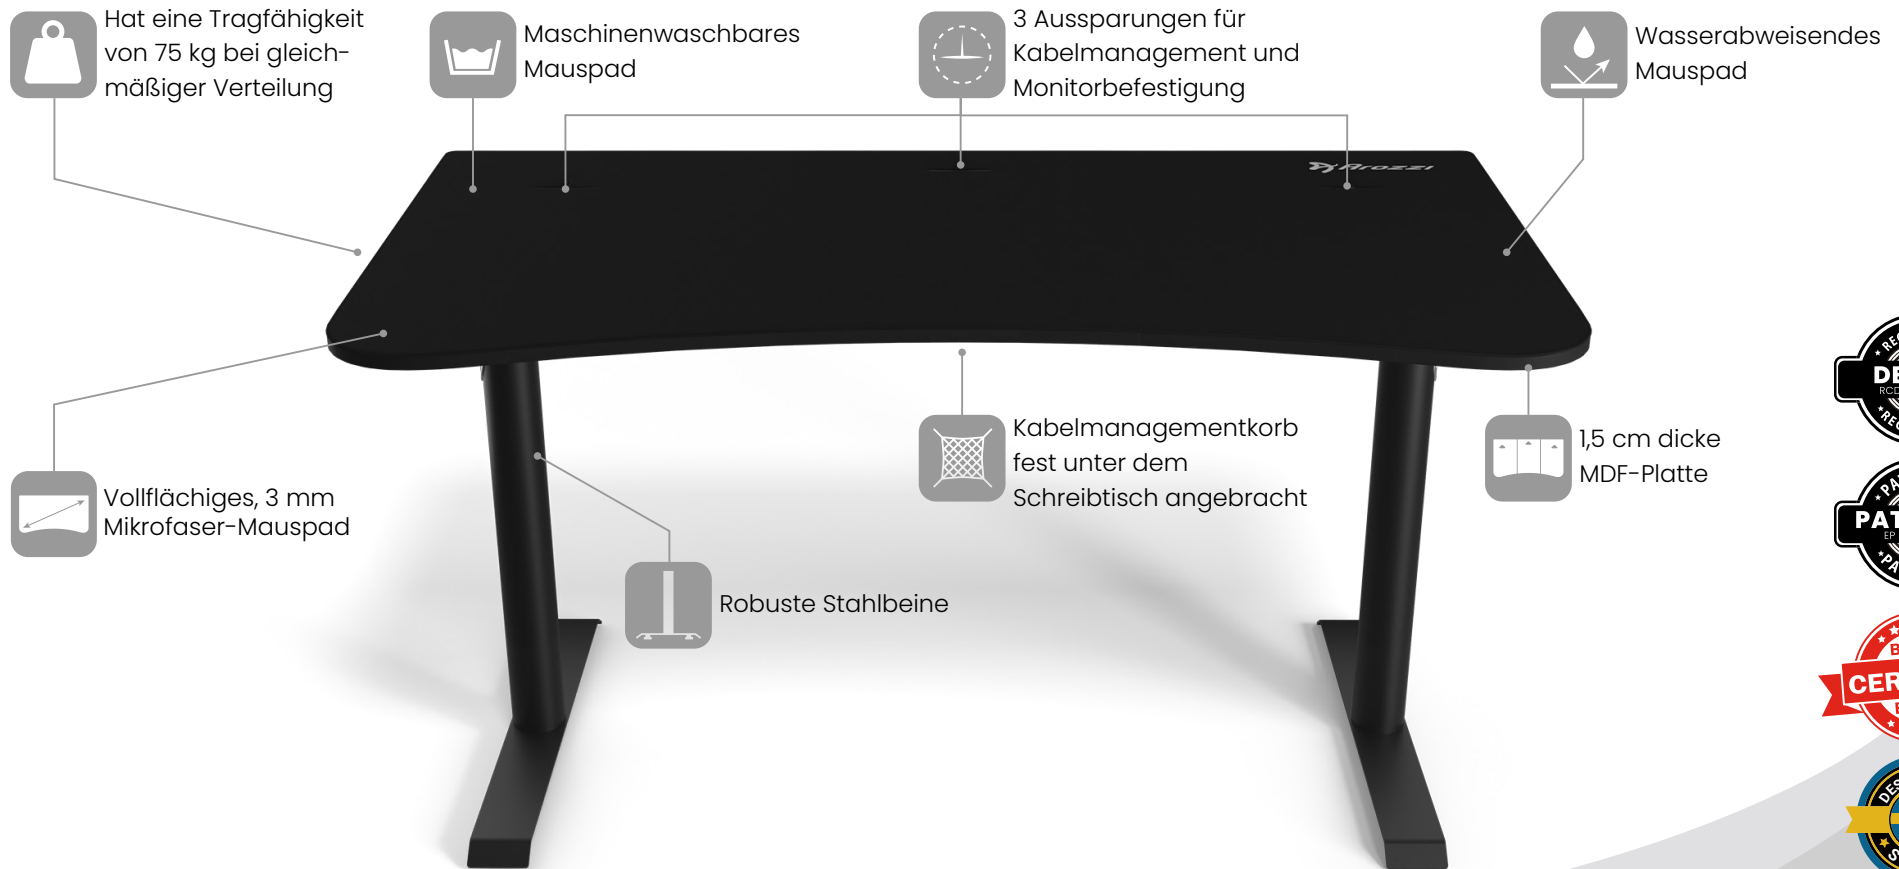 Hat eine Tragfähigkeit
von 75 kg bei gleich-
mäßiger Verteilung
Maschinenwaschbares
Mauspad
3 Aussparungen für
Kabelmanagement und
Monitorbefestigung
Wasserabweisendes
Mauspad
Arozzi
Kabelmanagementkorb
fest unter dem
Schreibtisch angebracht
1,5 cm dicke
MDF-Platte
Vollflächiges, 3 mm
Mikrofaser-Mauspad
Robuste Stahlbeine